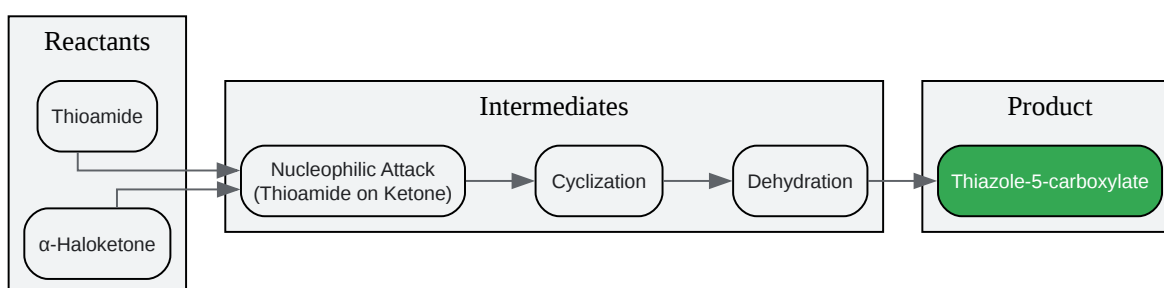 Reactants
Thioamide
α-Haloketone
Intermediates
Nucleophilic Attack
(Thioamide on Ketone)
Cyclization
Dehydration
Product
Thiazole-5-carboxylate